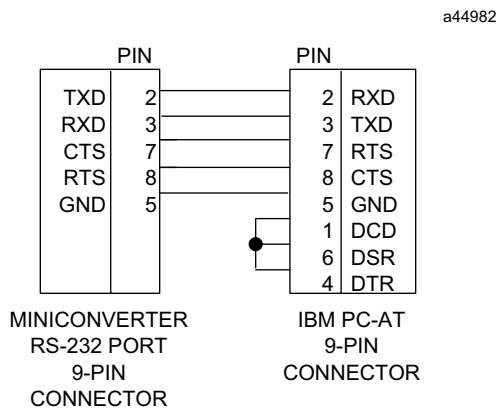 a44982
PIN PIN
TXD 2 2 RXD
RXD 3 3 TXD
CTS 7 7 RTS
RTS 8 8 CTS
GND 5 5 GND
1 DCD
6 DSR
4 DTR
MINICONVERTER
RS-232 PORT
9-PIN
CONNECTOR
IBM PC-AT
9-PIN
CONNECTOR